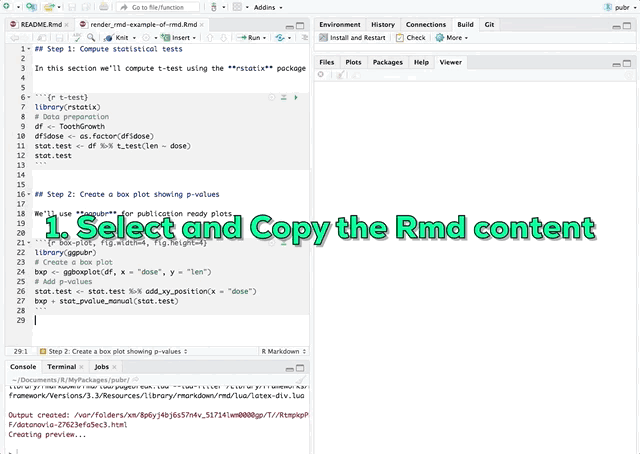 Go to file/function
Addins
pubr
README.Rmd
render_rmd-example-of-rmd.Rmd
Environment
History
Connections
Build
Git
ABC
Knit
Insert
Run
Install and Restart
Check
More
Files
Plots
Packages
Help
Viewer
1 ## Step 1: Compute statistical tests
2
3 In this section we'll compute t-test using the **rstatix** package
4
5
6 ```{r t-test}
7 library(rstatix)
8 # Data preparation
9 df <- ToothGrowth
10 df$dose <- as.factor(df$dose)
11 stat.test <- df %>% t_test(len ~ dose)
12 stat.test
13 ```
14
15
16 ## Step 2: Create a box plot showing p-values
17
18 We'll use **ggpubr** for publication ready plots
1. Select and Copy the Rmd content
19
20
21 ```{r box-plot, fig.width=4, fig.height=4}
22 library(ggpubr)
23 # Create a box plot
24 bxp <- ggboxplot(df, x = "dose", y = "len")
25 # Add p-values
26 stat.test <- stat.test %>% add_xy_position(x = "dose")
27 bxp + stat_pvalue_manual(stat.test)
28 ```
29
29:1
Step 2: Create a box plot showing p-values
R Markdown
Console
Terminal
Jobs
~/Documents/R/MyPackages/pubr/
framework/Versions/3.3/Resources/library/rmarkdown/rmd/lua/latex-div.lua
Output created: /var/folders/xm/8p6yj4bj6s57n4v_51714lwm0000gp/T//RtmpkpP
F/datanovia-27623efa5ec3.html
Creating preview...
>